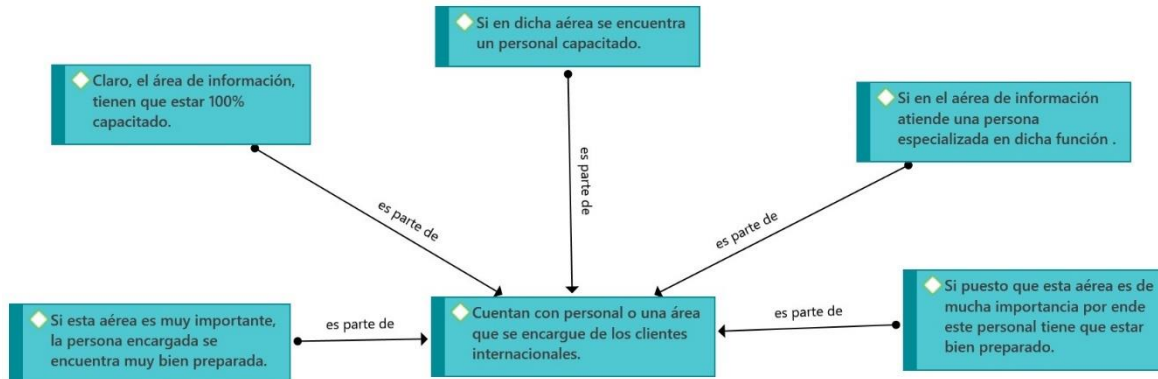 Si en dicha aérea se encuentra
un personal capacitado.
Claro, el área de información,
tienen que estar 100%
capacitado.
Si en el aérea de información
atiende una persona
especializada en dicha función .
es parte de
es parte de
es parte de
Si esta aérea es muy importante,
la persona encargada se
encuentra muy bien preparada.
es parte de
Cuentan con personal o una área
que se encargue de los clientes
internacionales.
es parte de
Si puesto que esta aérea es de
mucha importancia por ende
este personal tiene que estar
bien preparado.